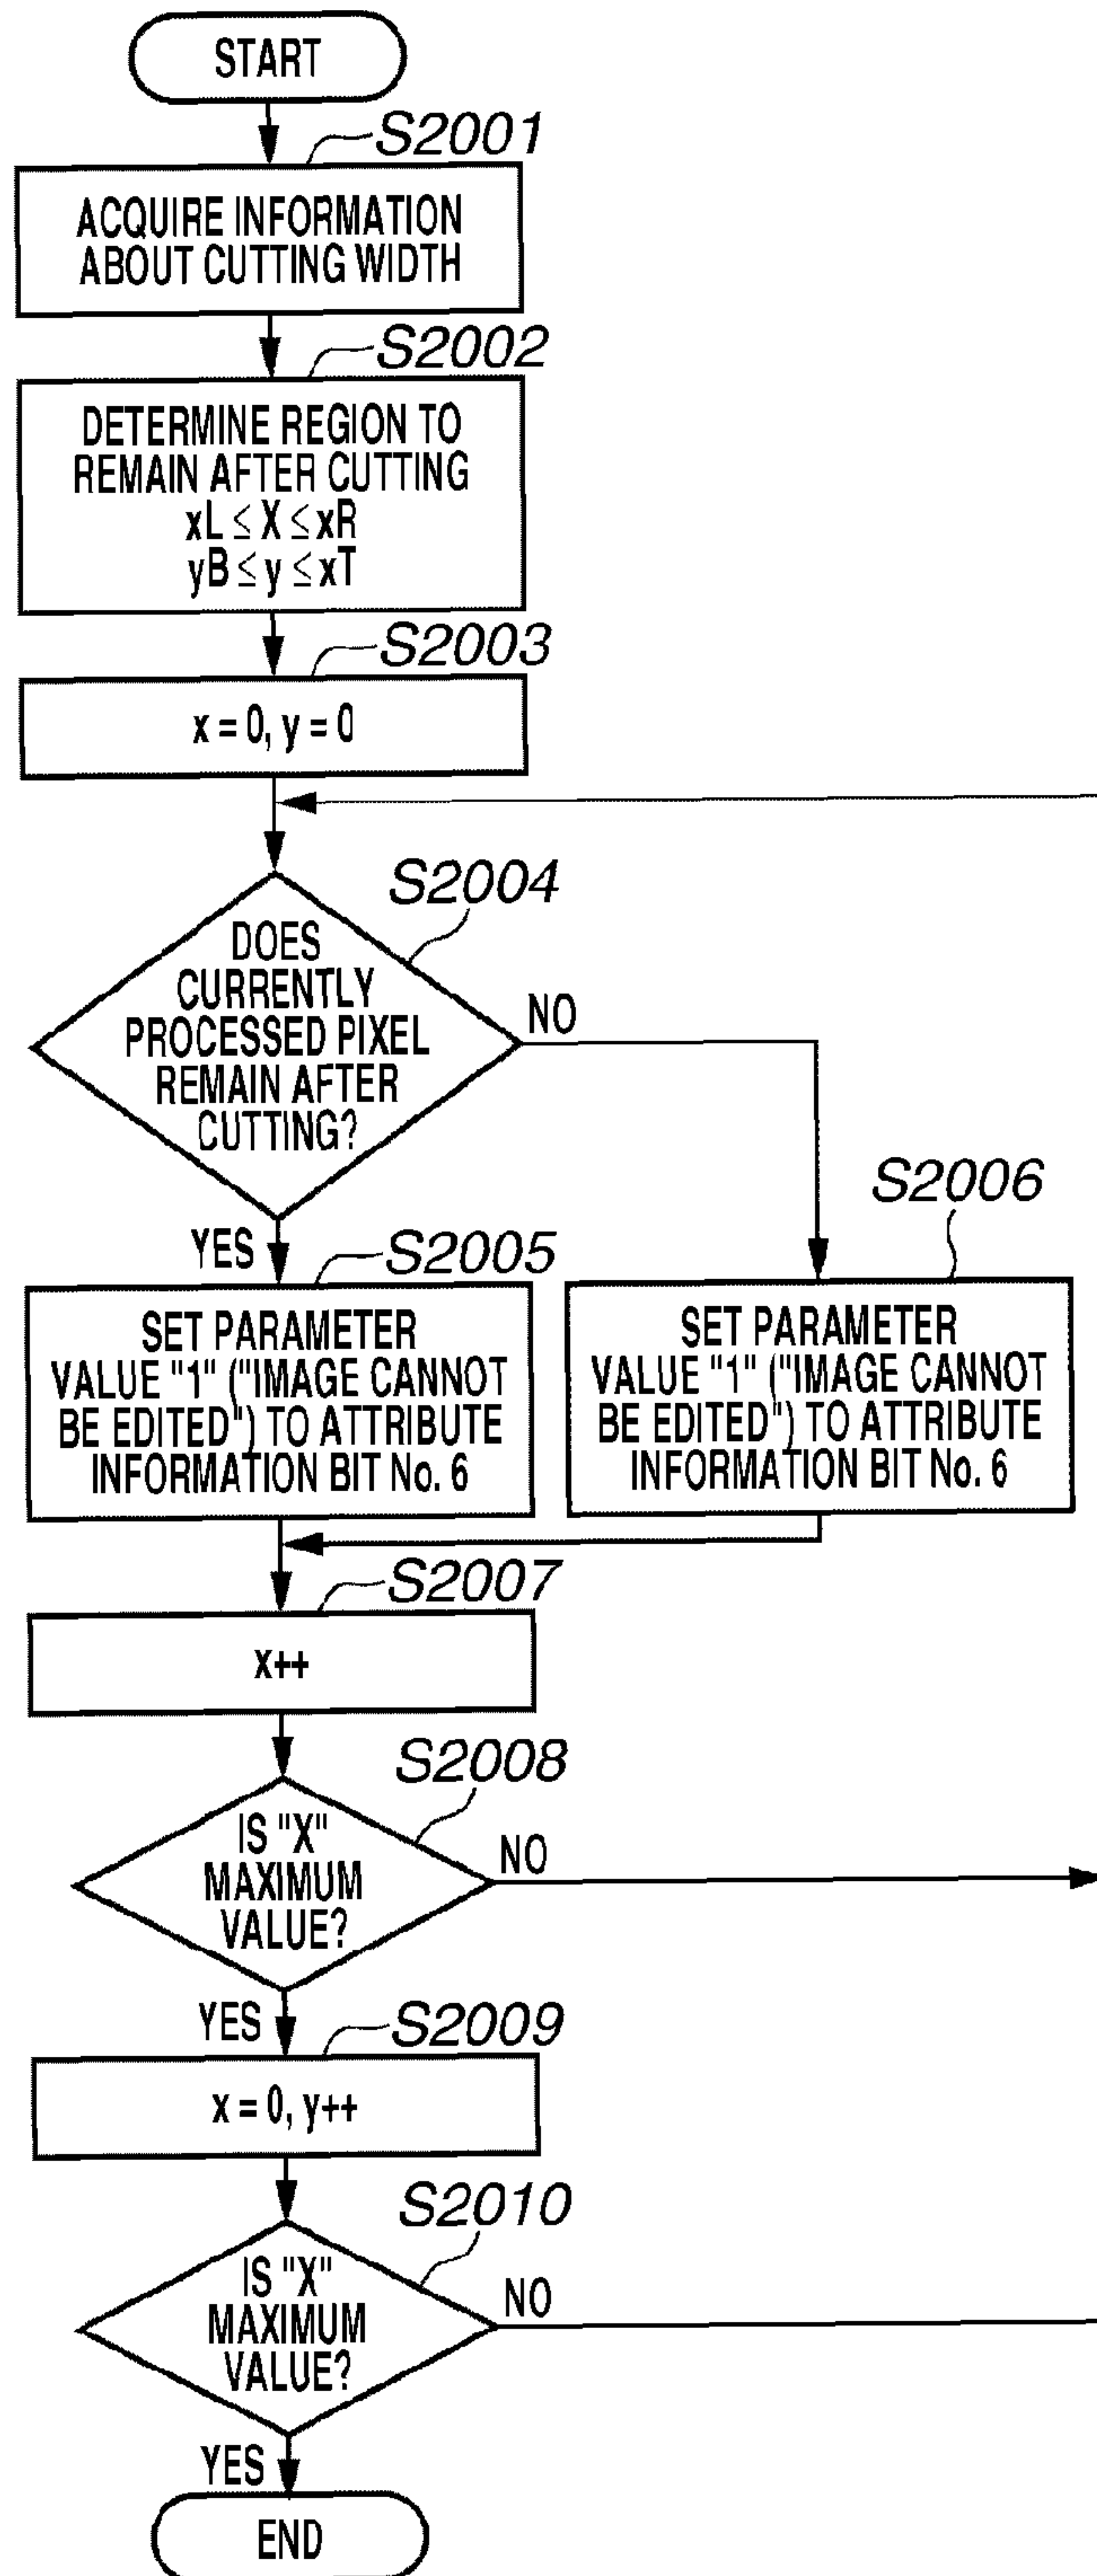 START
S2001
ACQUIRE INFORMATION
ABOUT CUTTING WIDTH
S2002
DETERMINE REGION TO
REMAIN AFTER CUTTING
xL ≤ X ≤ xR
yB ≤ y ≤ xT
S2003
x = 0, y = 0
S2004
DOES
CURRENTLY
PROCESSED PIXEL
REMAIN AFTER
CUTTING?
NO
YES
S2005
SET PARAMETER
VALUE "1" ("IMAGE CANNOT
BE EDITED") TO ATTRIBUTE
INFORMATION BIT No. 6
S2006
SET PARAMETER
VALUE "1" ("IMAGE CANNOT
BE EDITED") TO ATTRIBUTE
INFORMATION BIT No. 6
S2007
x++
S2008
IS "X"
MAXIMUM
VALUE?
NO
YES
S2009
x = 0, y++
S2010
IS "X"
MAXIMUM
VALUE?
NO
YES
END